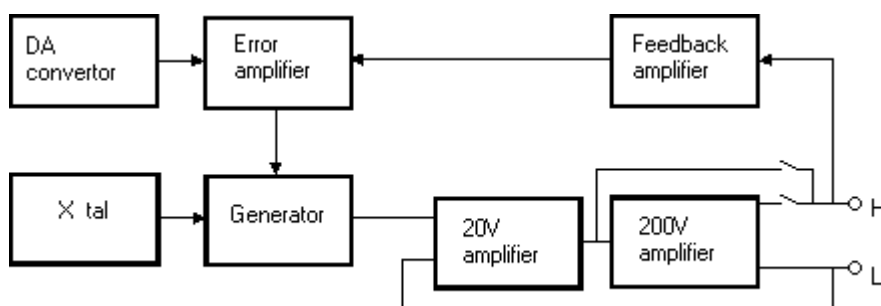 DA
convertor
Error
amplifier
Feedback
amplifier
X tal
Generator
20V
amplifier
200V
amplifier
H
L